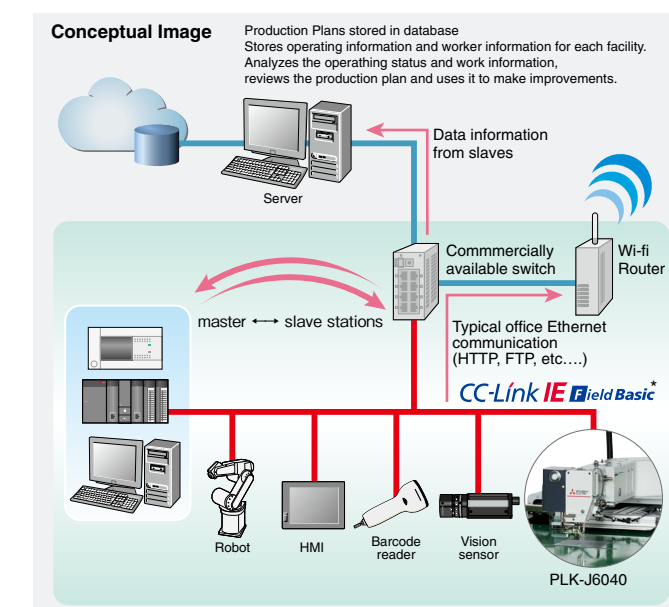 Conceptual Image
Production Plans stored in database
Stores operating information and worker information for each facility.
Analyzes the operathing status and work information,
reviews the production plan and uses it to make improvements.
Data information
from slaves
Server
Commmercially
available switch
Wi-fi
Router
master ⟷ slave stations
Typical office Ethernet
communication
(HTTP, FTP, etc….)
CC-Link IE Field Basic*
Robot
HMI
Barcode
reader
Vision
sensor
PLK-J6040